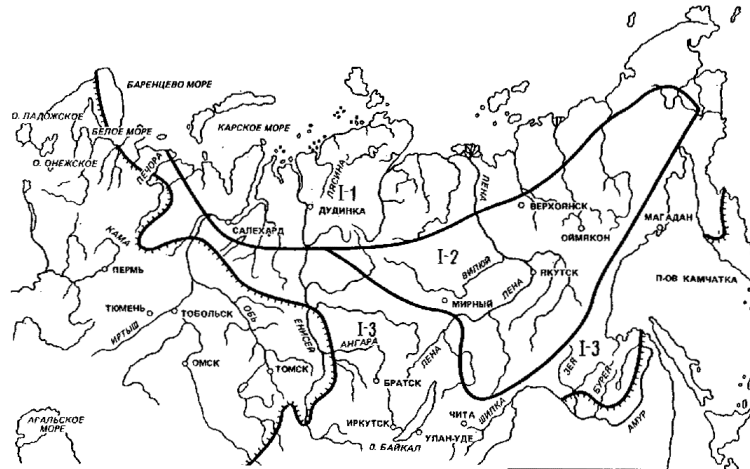 БАРЕНЦЕВО МОРЕ
О. ЛАДОЖСКОЕ
БЕЛОЕ МОРЕ
КАРСКОЕ МОРЕ
О. ОНЕЖСКОЕ
ПЕЧОРА
ПЯСИНА
I-1
ДУДИНКА
ЛЕНА
ВЕРХОЯНСК
МАГАДАН
КАМА
САЛЕХАРД
ОЙМЯКОН
I-2
ВИЛЮЙ
ЯКУТСК
ПЕРМЬ
П-ОВ КАМЧАТКА
МИРНЫЙ
ЛЕНА
ТЮМЕНЬ
ТОБОЛЬСК
ОБЬ
ЕНИСЕЙ
I-3
ИРТЫШ
АНГАРА
ЛЕНА
I-3
ЗЕЯ
БУРЕЯ
ОМСК
ТОМСК
БРАТСК
АГАЛЬСКОЕ
МОРЕ
ИРКУТСК
ЧИТА
ШИЛКА
АМУР
УЛАН-УДЕ
О. БАЙКАЛ